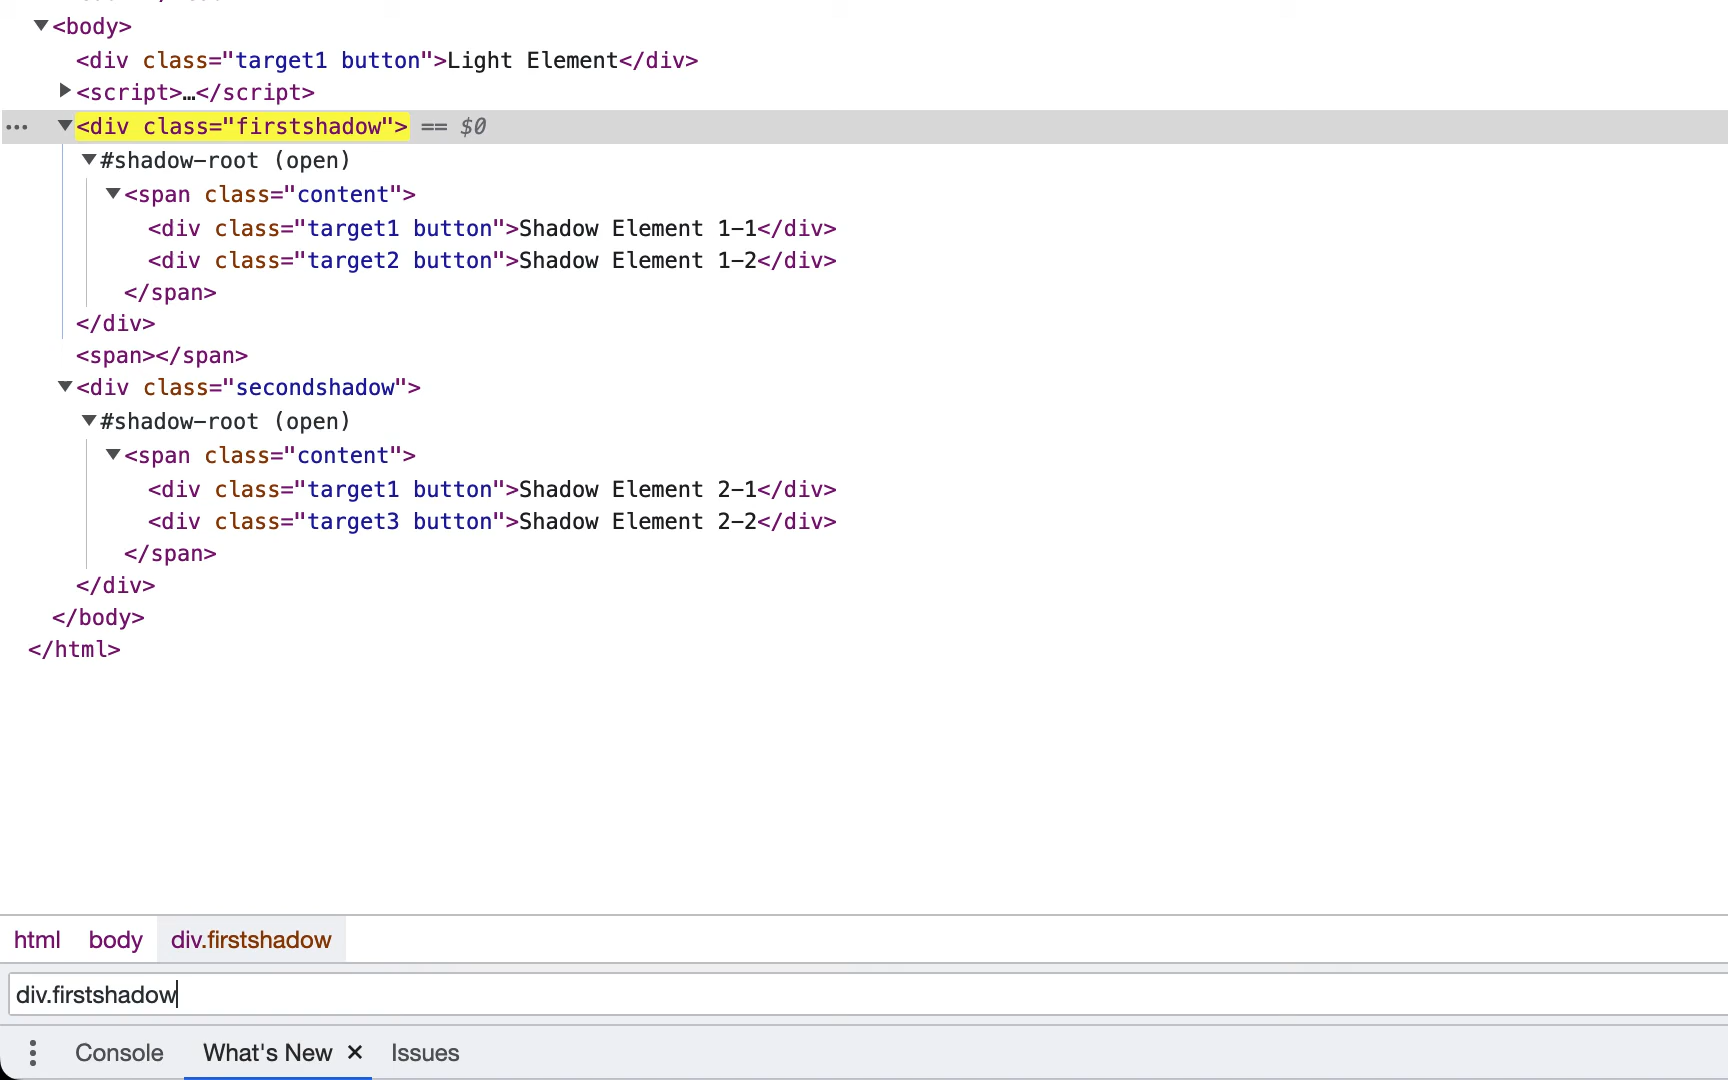 <body>
<div class="target1 button">Light Element</div>
<script>…</script>
<div class="firstshadow"> == $0
#shadow-root (open)
<span class="content">
<div class="target1 button">Shadow Element 1-1</div>
<div class="target2 button">Shadow Element 1-2</div>
</span>
</div>
<span></span>
<div class="secondshadow">
#shadow-root (open)
<span class="content">
<div class="target1 button">Shadow Element 2-1</div>
<div class="target3 button">Shadow Element 2-2</div>
</span>
</div>
</body>
</html>
html body div.firstshadow
div.firstshadow
Console What's New × Issues